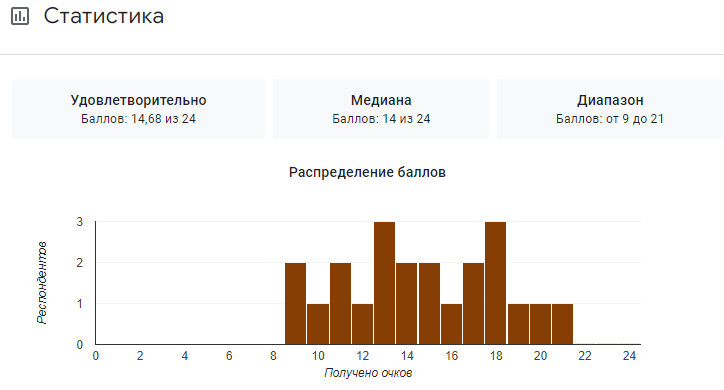 Статистика
Удовлетворительно
Баллов: 14,68 из 24
Медиана
Баллов: 14 из 24
Диапазон
Баллов: от 9 до 21
Распределение баллов
Респондентов
3
2
1
0
0 2 4 6 8 10 12 14 16 18 20 22 24
Получено очков